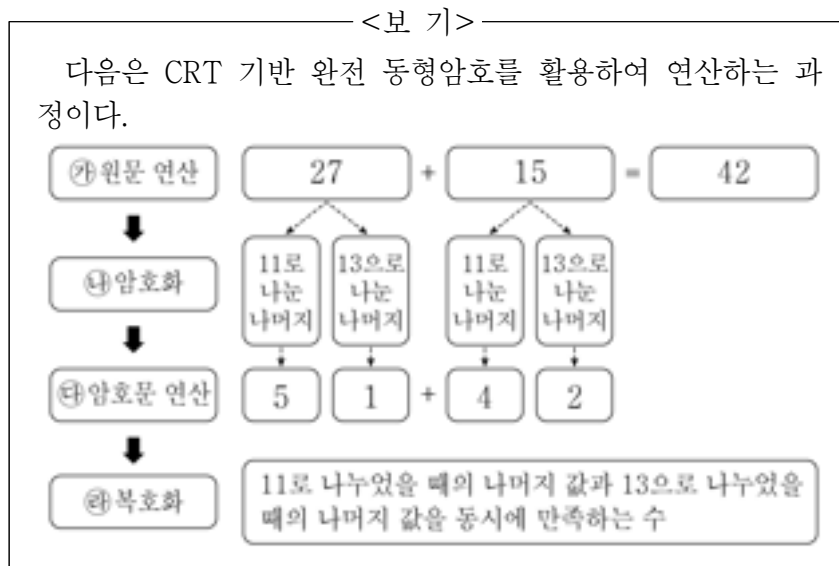 <보 기>
다음은 CRT 기반 완전 동형암호를 활용하여 연산하는 과
정이다.
㉮원문 연산 27 + 15 = 42
㉯암호화 11로 나눈 나머지 13으로 나눈 나머지 11로 나눈 나머지 13으로 나눈 나머지
㉰암호문 연산 5 1 + 4 2
㉱복호화
11로 나누었을 때의 나머지 값과 13으로 나누었을
때의 나머지 값을 동시에 만족하는 수